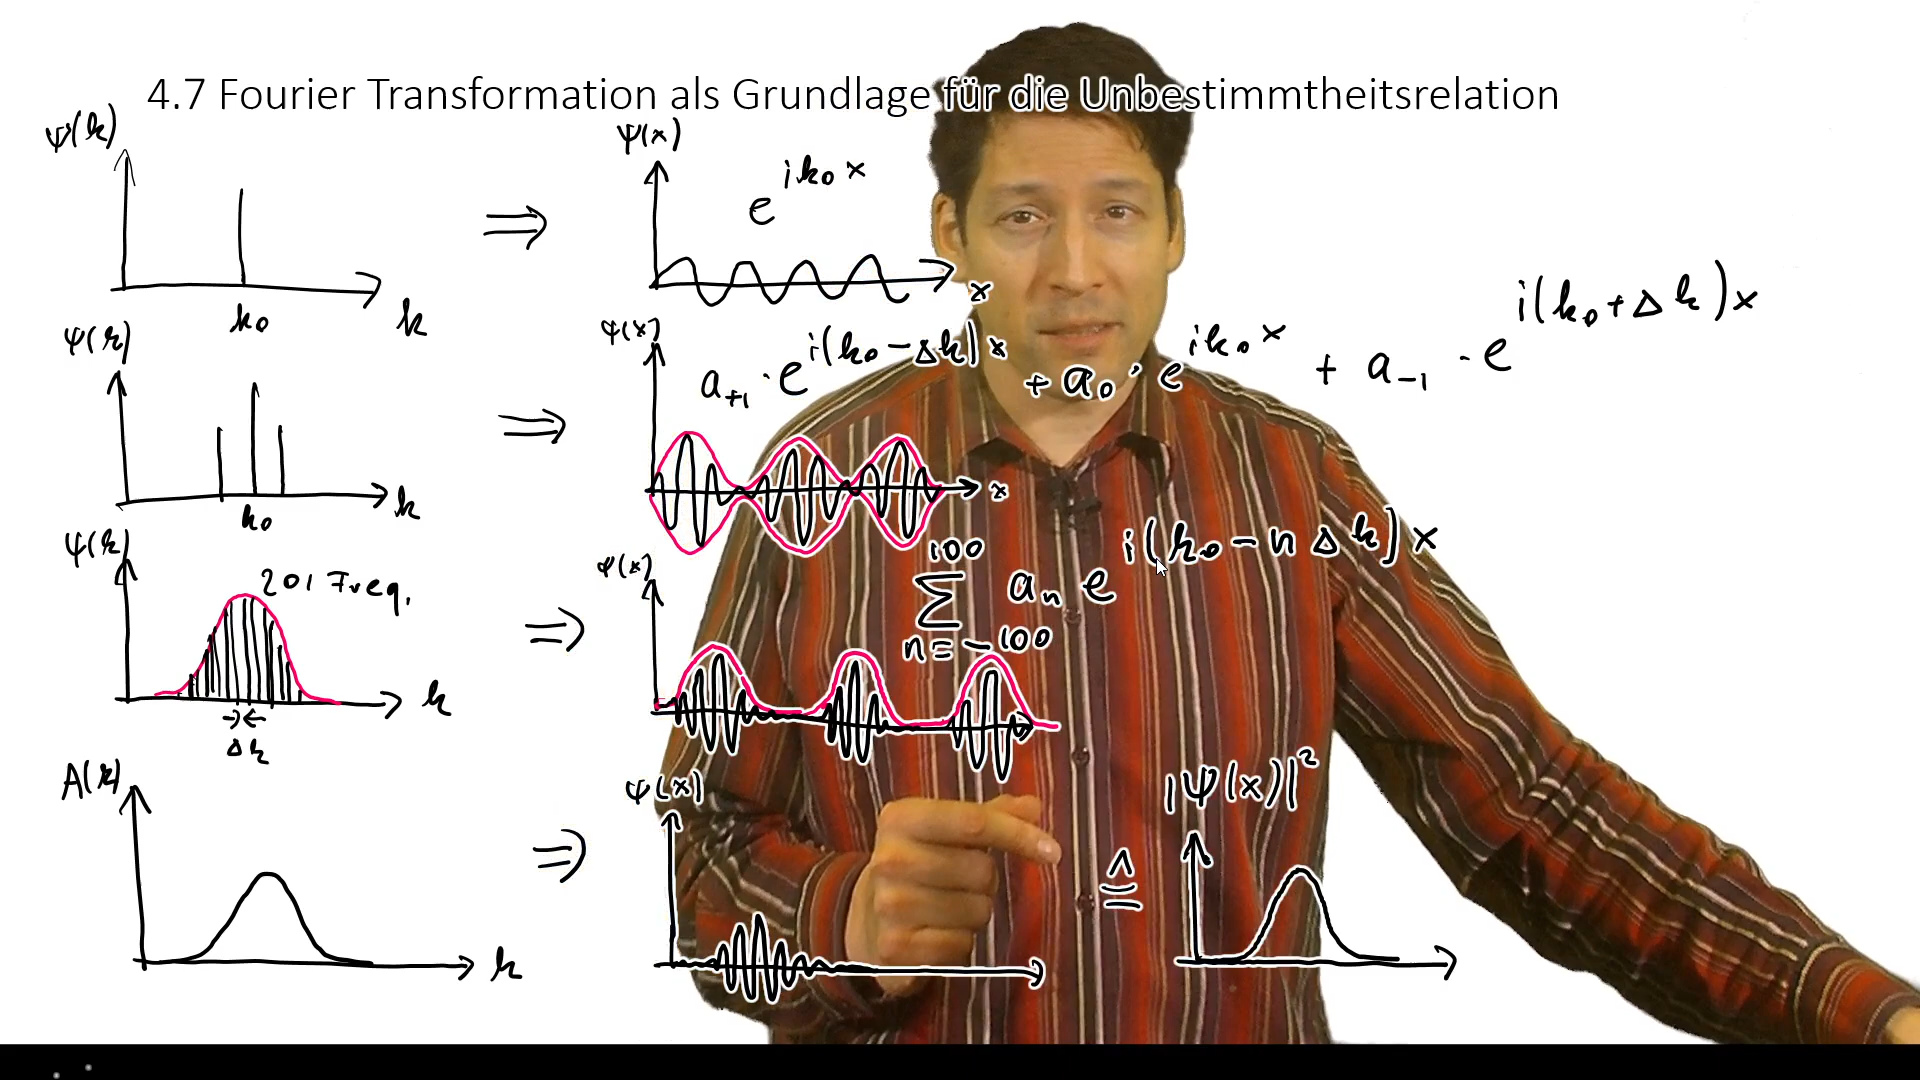 4.7 Fourier Transformation als Grundlage für die Unbestimmtheitsrelation
ψ(k)
k₀
k
⇒
ψ(x)
e^{ik₀x}
x
ψ(k)
k₀
k
⇒
ψ(x)
a₊₁ · e^{i(k₀-Δk)x} + a₀ · e^{ik₀x} + a₋₁ · e^{i(k₀+Δk)x}
x
ψ(k)
201 Freq.
Δk
k
⇒
ψ(x)
∑_{n=-100}^{100} aₙ e^{i(k₀-nΔk)x}
A(k)
k
⇒
ψ(x)
≙
|ψ(x)|²